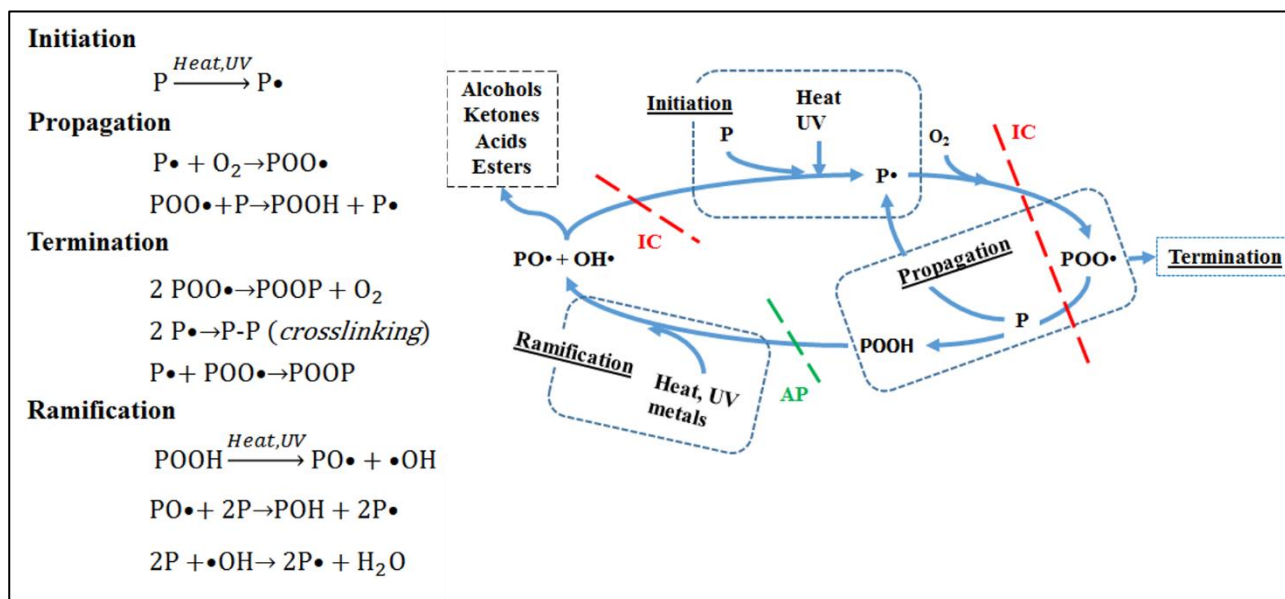 Initiation
P Heat,UV → P•
Propagation
P• + O₂→POO•
POO•+P→POOH + P•
Termination
2 POO•→POOP + O₂
2 P•→P-P (crosslinking)
P•+ POO•→POOP
Ramification
POOH Heat,UV → PO• + •OH
PO•+ 2P→POH + 2P•
2P +•OH→ 2P• + H₂O
Alcohols
Ketones
Acids
Esters
Initiation
Heat
UV
P
P•
O₂
IC
IC
PO• + OH•
Propagation
POO•
Termination
P
POOH
Ramification
Heat, UV
metals
AP